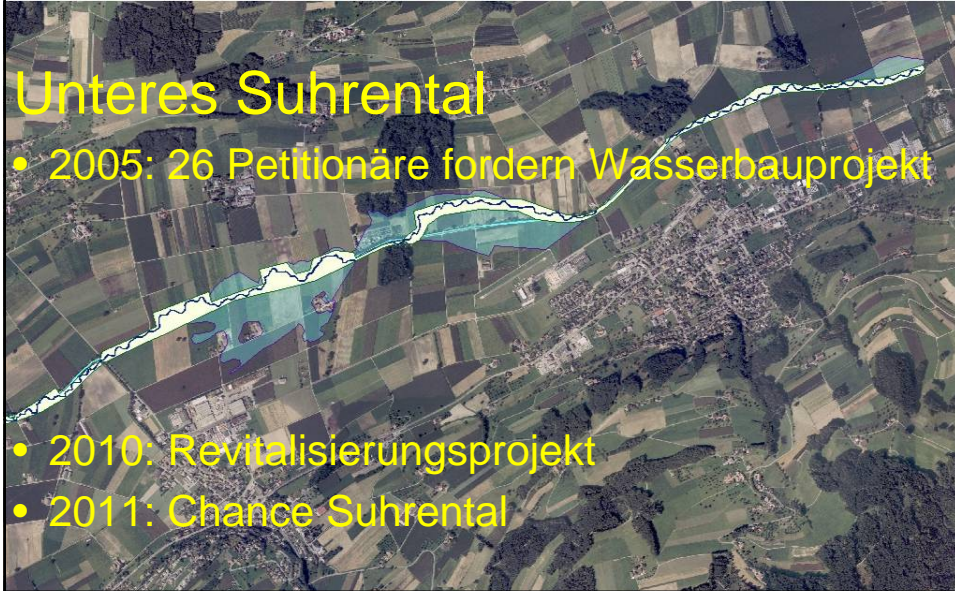 Unteres Suhrental
• 2005: 26 Petitionäre fordern Wasserbauprojekt
• 2010: Revitalisierungsprojekt
• 2011: Chance Suhrental